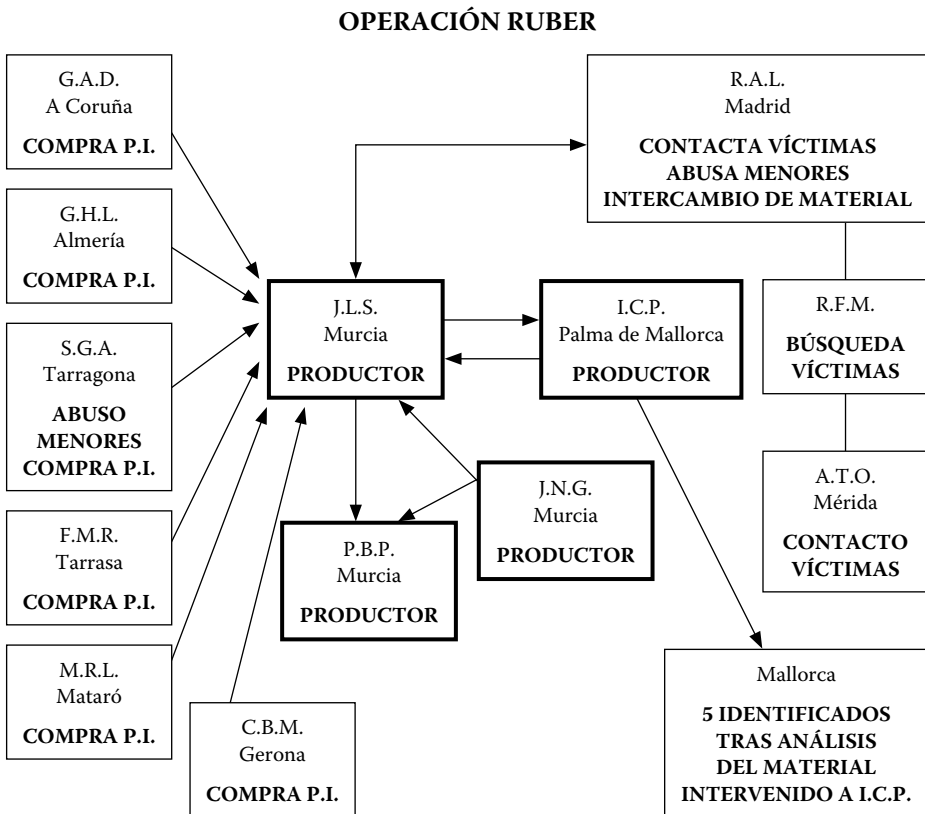 OPERACIÓN RUBER
G.A.D.
A Coruña
COMPRA P.I.
G.H.L.
Almería
COMPRA P.I.
S.G.A.
Tarragona
ABUSO
MENORES
COMPRA P.I.
F.M.R.
Tarrasa
COMPRA P.I.
M.R.L.
Mataró
COMPRA P.I.
C.B.M.
Gerona
COMPRA P.I.
J.L.S.
Murcia
PRODUCTOR
P.B.P.
Murcia
PRODUCTOR
I.C.P.
Palma de Mallorca
PRODUCTOR
J.N.G.
Murcia
PRODUCTOR
R.A.L.
Madrid
CONTACTA VÍCTIMAS
ABUSA MENORES
INTERCAMBIO DE MATERIAL
R.F.M.
BÚSQUEDA
VÍCTIMAS
A.T.O.
Mérida
CONTACTO
VÍCTIMAS
Mallorca
5 IDENTIFICADOS
TRAS ANÁLISIS
DEL MATERIAL
INTERVENIDO A I.C.P.